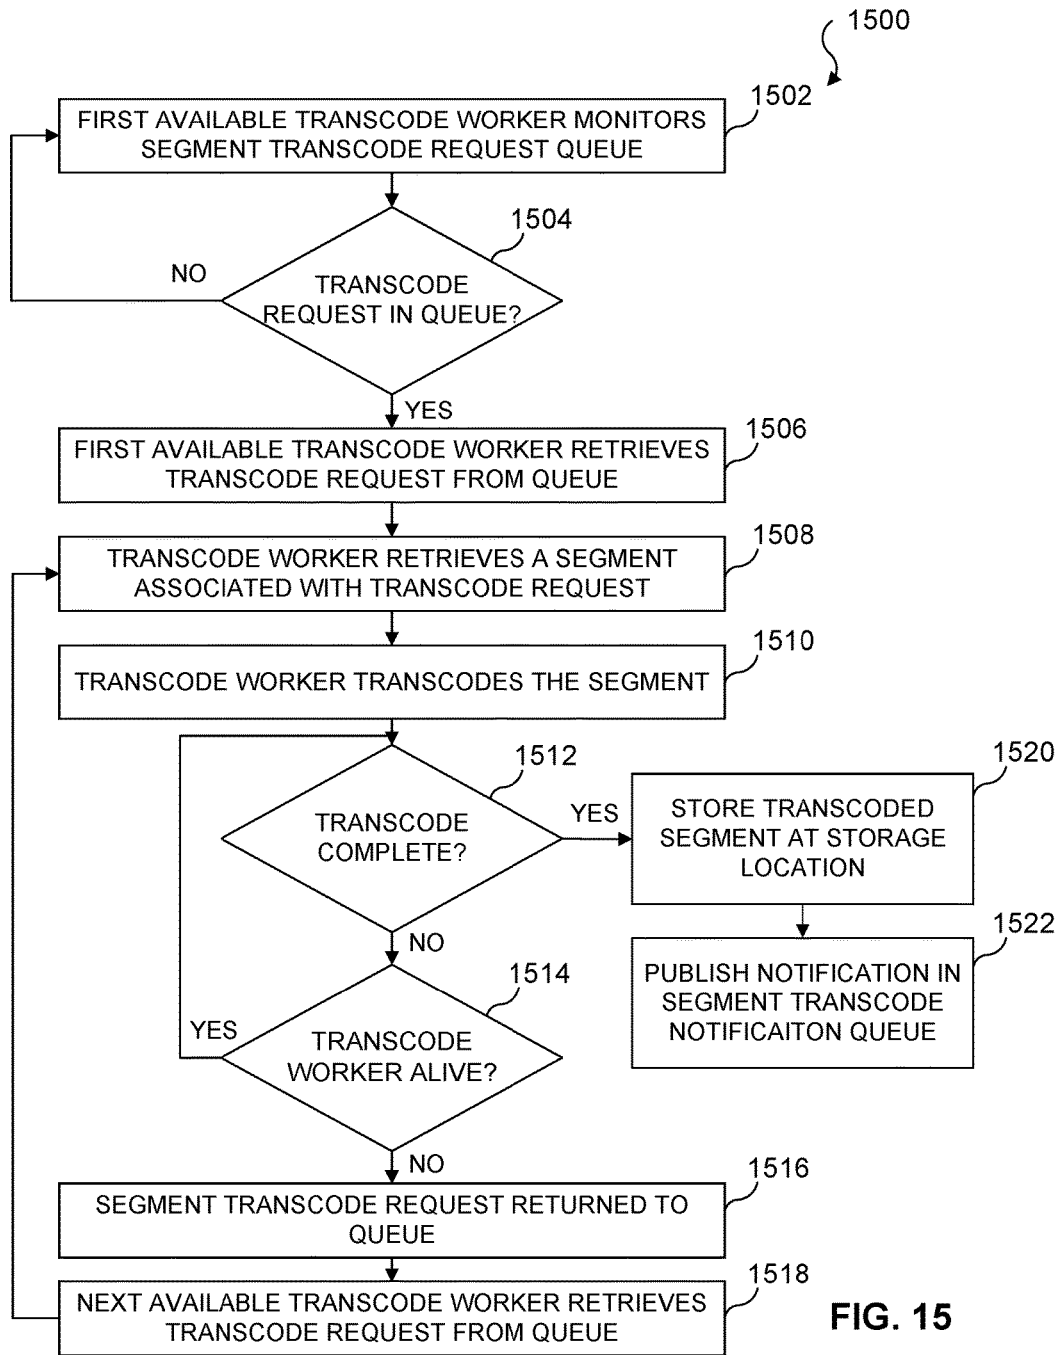 1500
1502
FIRST AVAILABLE TRANSCODE WORKER MONITORS
SEGMENT TRANSCODE REQUEST QUEUE
1504
NO
TRANSCODE
REQUEST IN QUEUE?
YES
1506
FIRST AVAILABLE TRANSCODE WORKER RETRIEVES
TRANSCODE REQUEST FROM QUEUE
1508
TRANSCODE WORKER RETRIEVES A SEGMENT
ASSOCIATED WITH TRANSCODE REQUEST
1510
TRANSCODE WORKER TRANSCODES THE SEGMENT
1512
TRANSCODE
COMPLETE?
YES
1520
STORE TRANSCODED
SEGMENT AT STORAGE
LOCATION
1522
PUBLISH NOTIFICATION IN
SEGMENT TRANSCODE
NOTIFICAITON QUEUE
NO
1514
YES
TRANSCODE
WORKER ALIVE?
NO
1516
SEGMENT TRANSCODE REQUEST RETURNED TO
QUEUE
1518
NEXT AVAILABLE TRANSCODE WORKER RETRIEVES
TRANSCODE REQUEST FROM QUEUE
FIG. 15